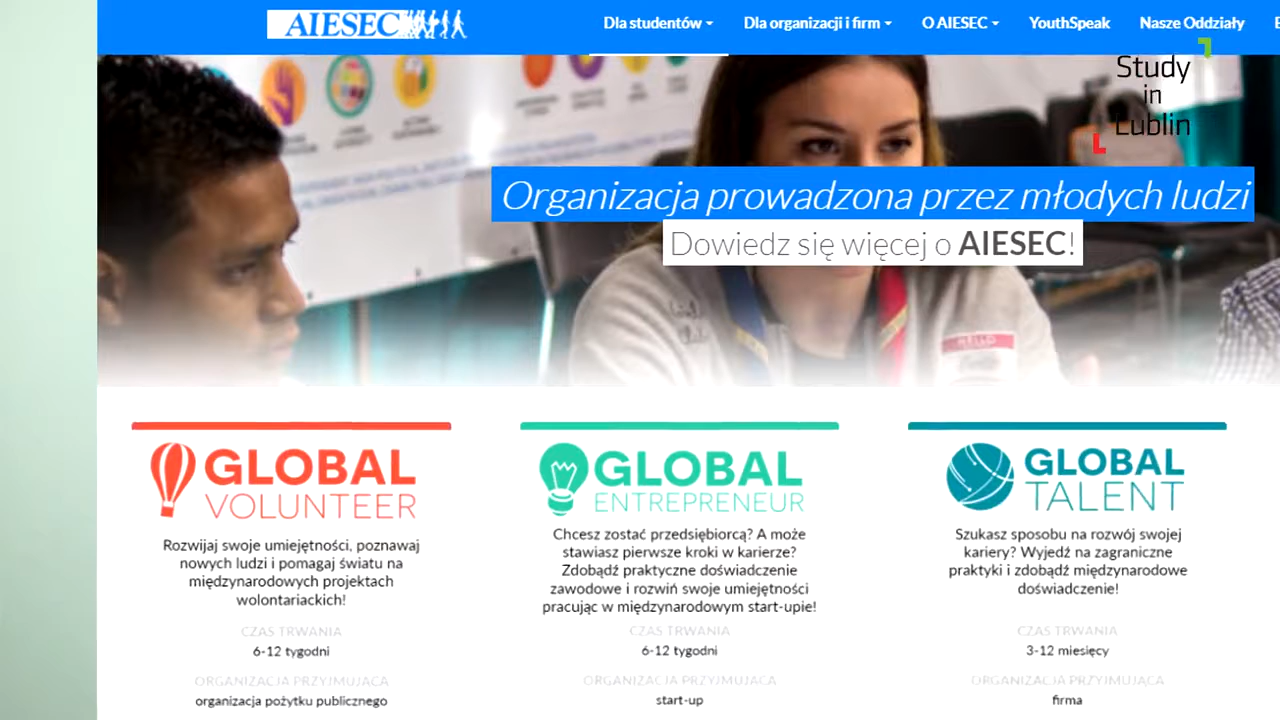 AIESEC
Dla studentów
Dla organizacji i firm
O AIESEC
YouthSpeak
Nasze Oddziały
Study
in
Lublin
Organizacja prowadzona przez młodych ludzi
Dowiedz się więcej o AIESEC!
HELLO
GLOBAL
VOLUNTEER
Rozwijaj swoje umiejętności, poznawaj
nowych ludzi i pomagaj światu na
międzynarodowych projektach
wolontariackich!
CZAS TRWANIA
6-12 tygodni
ORGANIZACJA PRZYJMUJĄCA
organizacja pożytku publicznego
GLOBAL
ENTREPRENEUR
Chcesz zostać przedsiębiorcą? A może
stawiasz pierwsze kroki w karierze?
Zdobądź praktyczne doświadczenie
zawodowe i rozwiń swoje umiejętności
pracując w międzynarodowym start-upie!
CZAS TRWANIA
6-12 tygodni
ORGANIZACJA PRZYJMUJĄCA
start-up
GLOBAL
TALENT
Szukasz sposobu na rozwój swojej
kariery? Wyjedź na zagraniczne
praktyki i zdobądź międzynarodowe
doświadczenie!
CZAS TRWANIA
3-12 miesięcy
ORGANIZACJA PRZYJMUJĄCA
firma